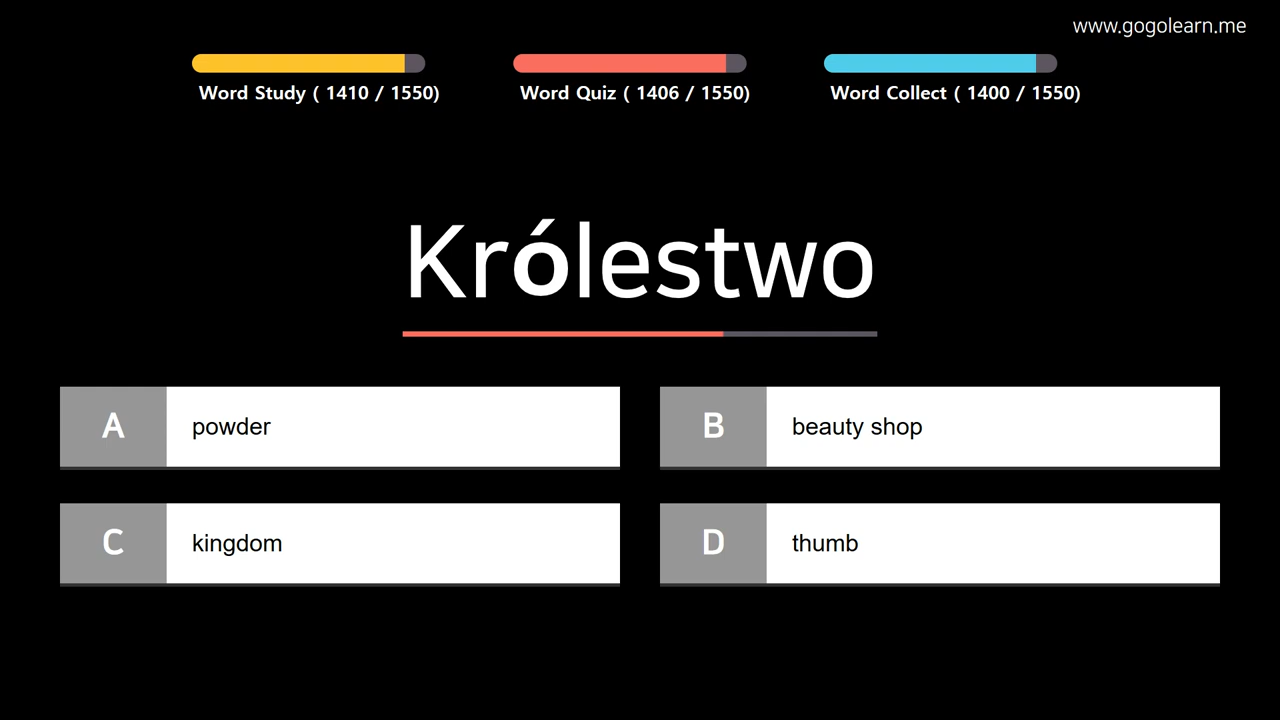 www.gogolearn.me
Word Study ( 1410 / 1550)
Word Quiz ( 1406 / 1550)
Word Collect ( 1400 / 1550)
Królestwo
A powder
B beauty shop
C kingdom
D thumb